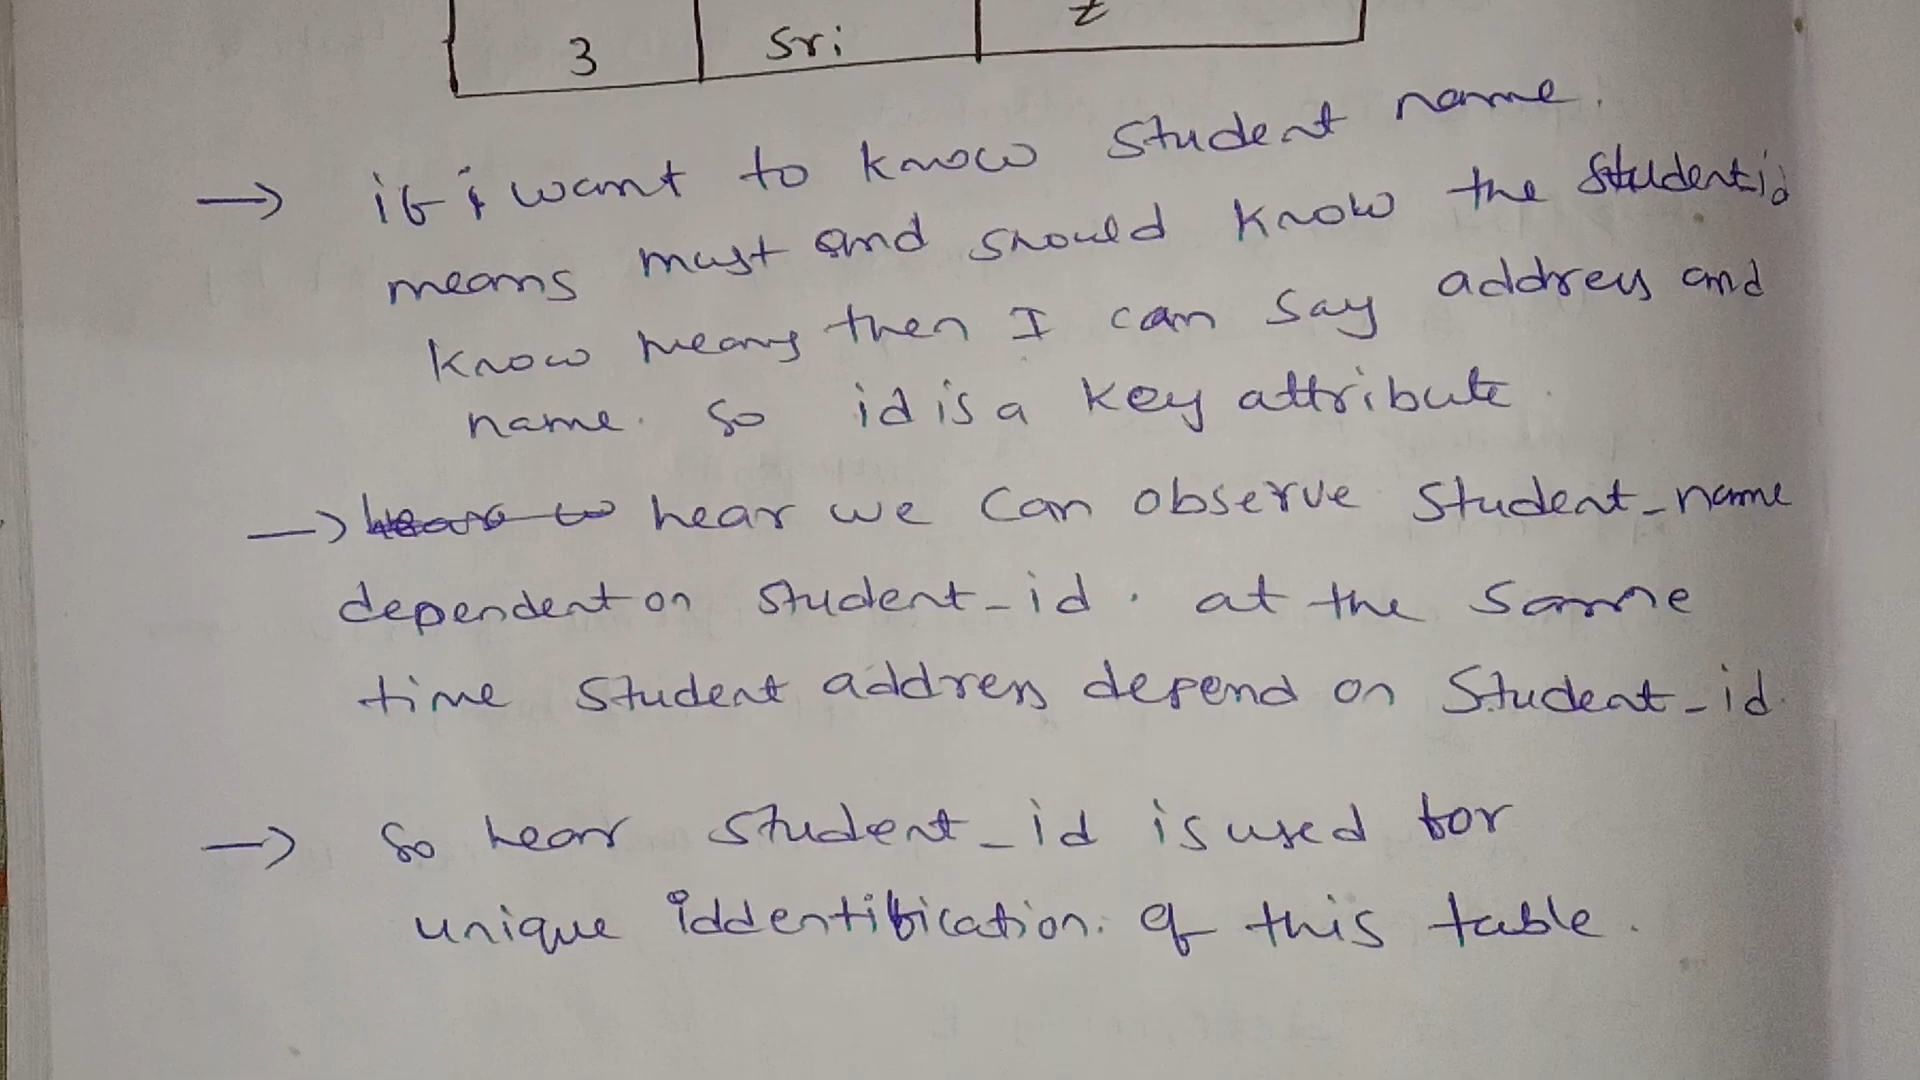 3 Sri z
→ if i want to know student name.
means must and should know the Studentid
know means then I can say address and
name. So id is a key attribute.
→ hear we can observe Student_name
dependent on student_id. at the same
time Student address depend on Student_id.
→ So hear student_id is used for
unique iddentification. of this table.